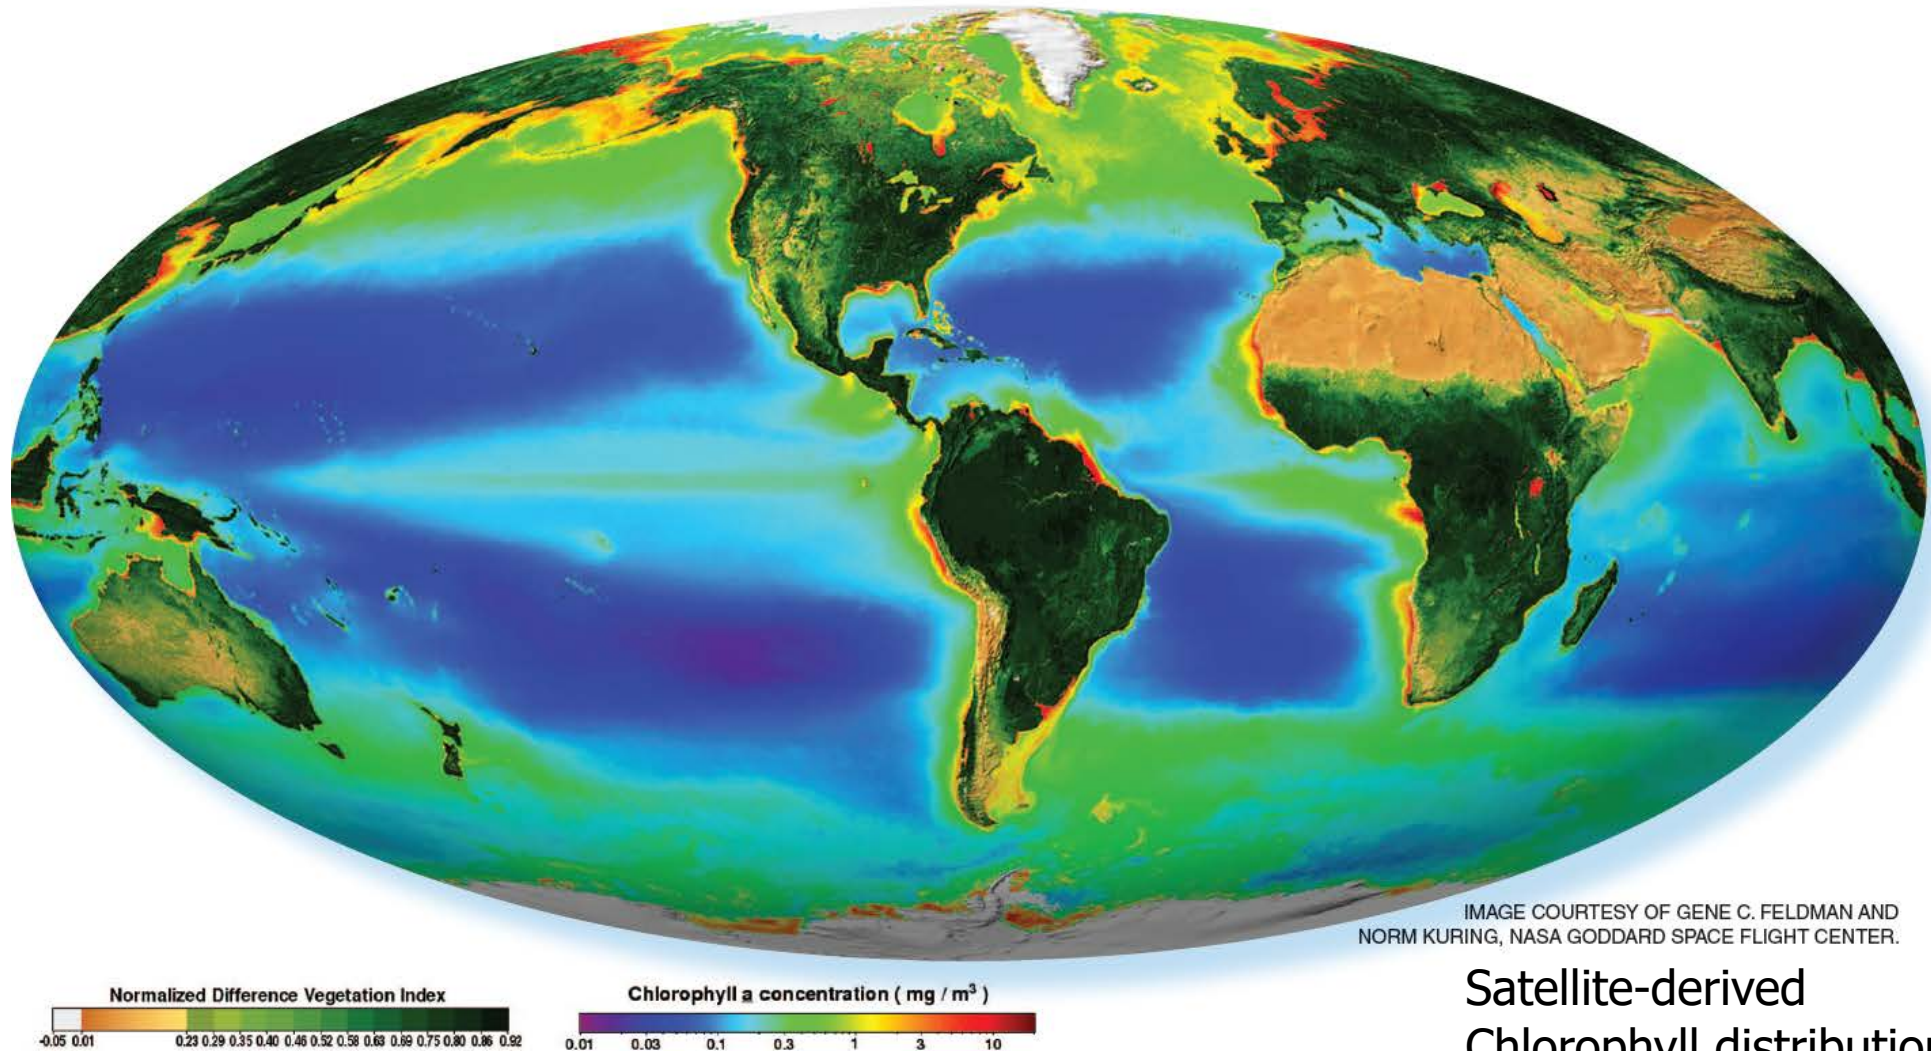 IMAGE COURTESY OF GENE C. FELDMAN AND
NORM KURING, NASA GODDARD SPACE FLIGHT CENTER.
Normalized Difference Vegetation Index
-0.05 0.01 0.23 0.29 0.35 0.40 0.46 0.52 0.58 0.63 0.69 0.75 0.80 0.86 0.92
Chlorophyll a concentration ( mg / m³ )
0.01 0.03 0.1 0.3 1 3 10
Satellite-derived
Chlorophyll distribution